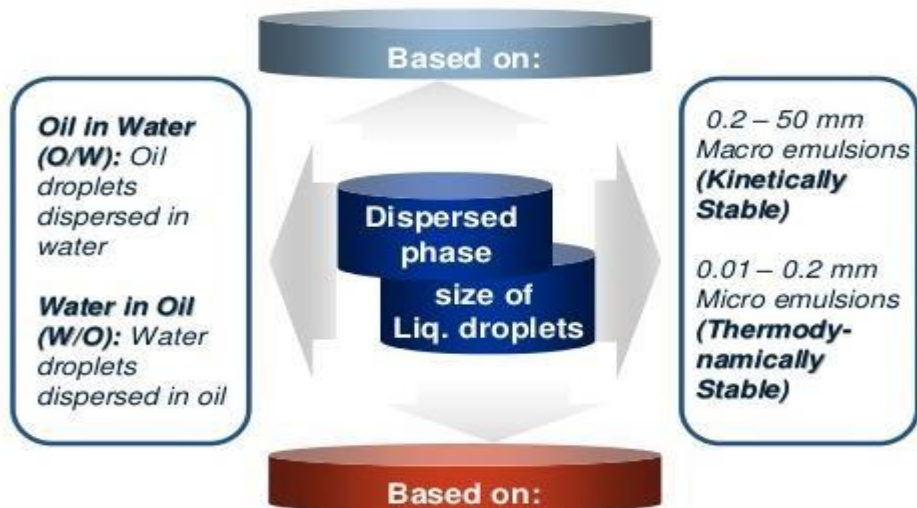 Based on:
Oil in Water
(O/W): Oil
droplets
dispersed in
water
Water in Oil
(W/O): Water
droplets
dispersed in oil
Dispersed
phase
size of
Liq. droplets
0.2 – 50 mm
Macro emulsions
(Kinetically
Stable)
0.01 – 0.2 mm
Micro emulsions
(Thermody-
namically
Stable)
Based on: